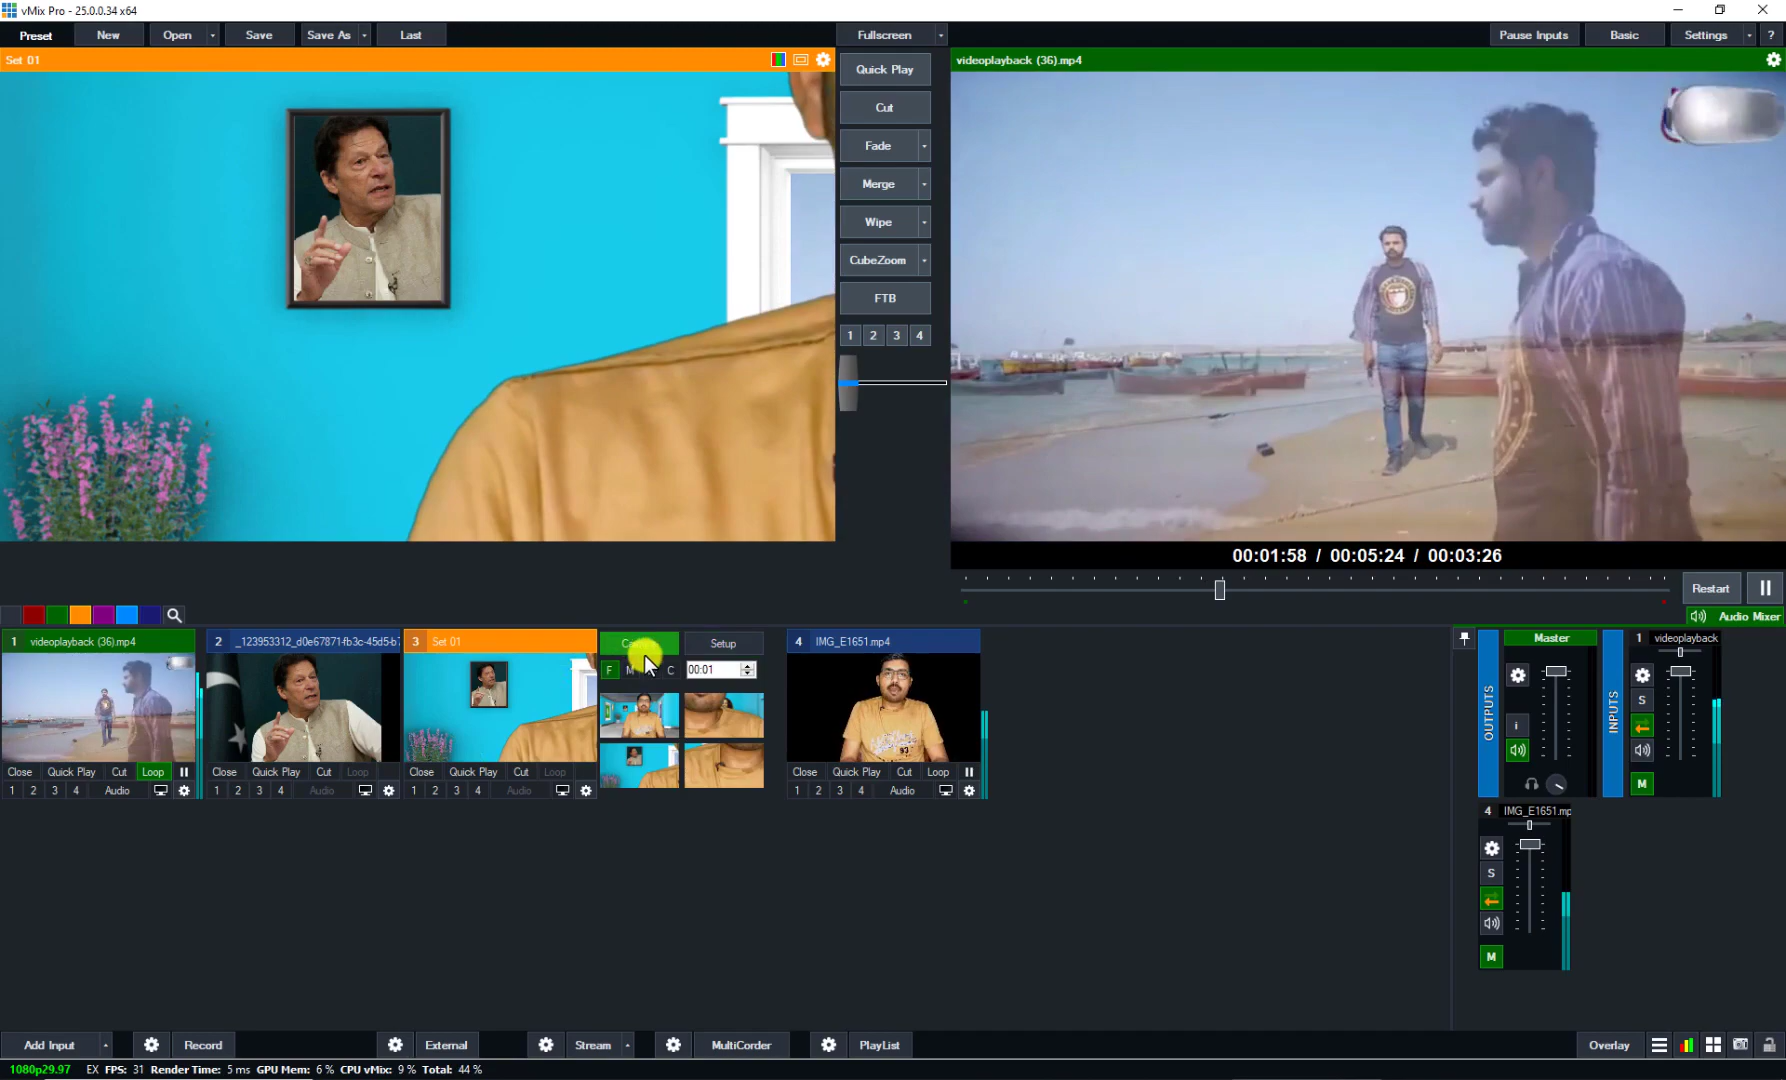 vMix Pro - 25.0.0.34 x64
Preset New Open Save Save As Last Fullscreen Pause Inputs Basic Settings ?
Set 01
videoplayback (36).mp4
Quick Play
Cut
Fade
Merge
Wipe
CubeZoom
FTB
1 2 3 4
00:01:58 / 00:05:24 / 00:03:26
Restart
Audio Mixer
1 videoplayback (36).mp4
2 _123953312_d0e67871-fb3c-45d5-b7
3 Set 01
Setup
4 IMG_E1651.mp4
F M C 00:01
93
Close Quick Play Cut Loop
Close Quick Play Cut Loop
Close Quick Play Cut Loop
Close Quick Play Cut Loop
1 2 3 4 Audio
1 2 3 4 Audio
1 2 3 4 Audio
1 2 3 4 Audio
OUTPUTS
Master
i
INPUTS
1 videoplayback
S
M
4 IMG_E1651.mp
S
M
Add Input Record External Stream MultiCorder PlayList Overlay
1080p29.97 EX FPS: 31 Render Time: 5 ms GPU Mem: 6 % CPU vMix: 9 % Total: 44 %